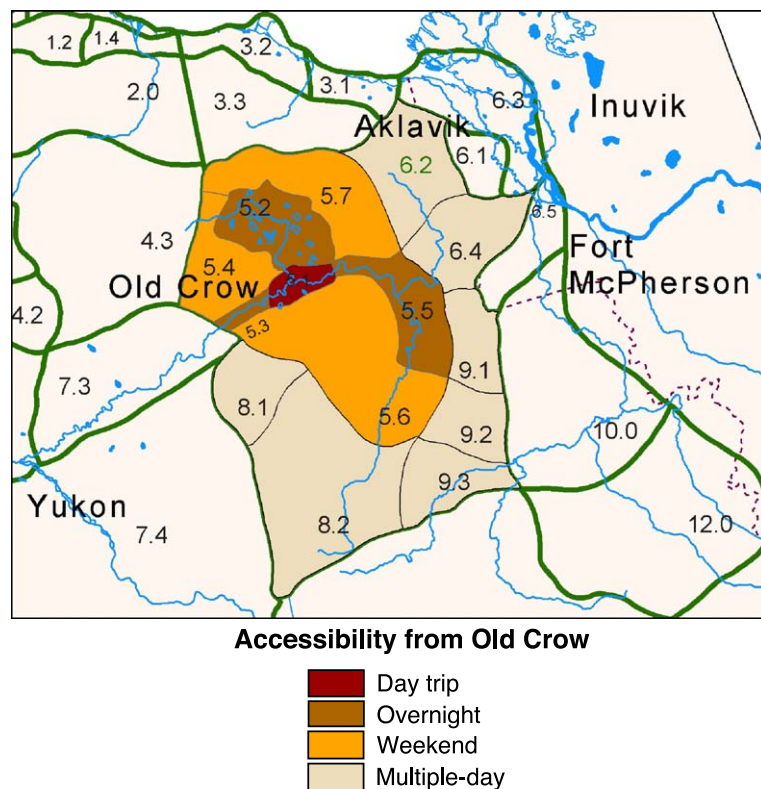 1.2
1.4
3.2
2.0
3.3
3.1
6.3
Inuvik
Aklavik
6.2
6.1
5.2
5.7
6.5
4.3
6.4
Fort
McPherson
5.4
Old Crow
5.5
4.2
5.3
7.3
9.1
8.1
5.6
9.2
10.0
9.3
Yukon
7.4
8.2
12.0
Accessibility from Old Crow
Day trip
Overnight
Weekend
Multiple-day